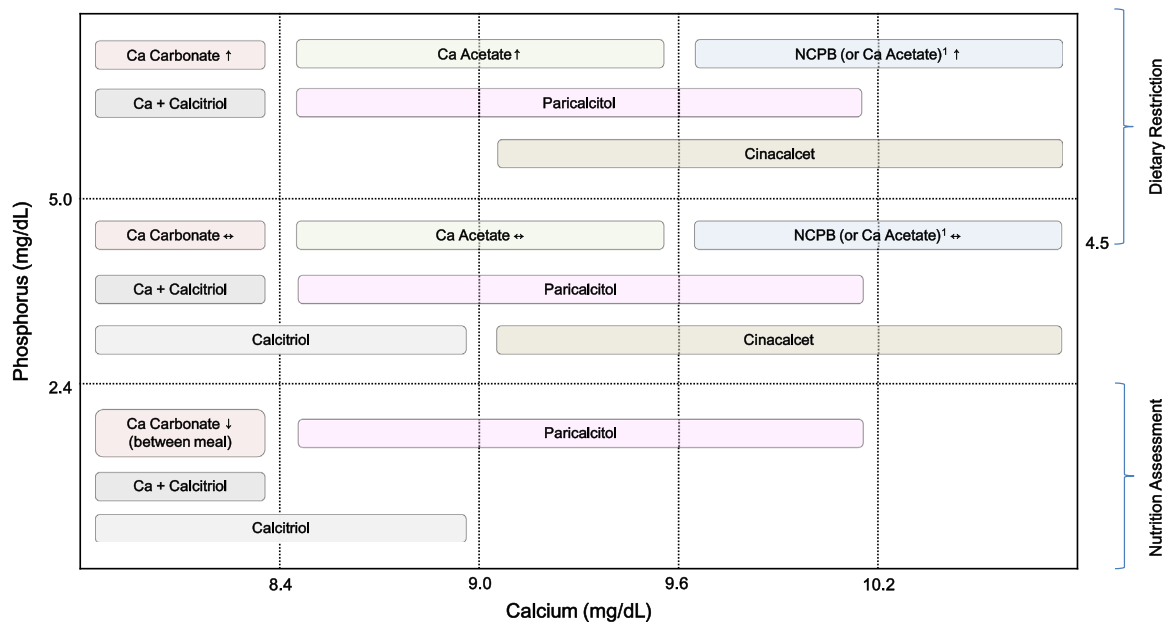 Ca Carbonate ↑
Ca Acetate↑
NCPB (or Ca Acetate)¹ ↑
Ca + Calcitriol
Paricalcitol
Cinacalcet
5.0
Ca Carbonate ↔
Ca Acetate ↔
NCPB (or Ca Acetate)¹ ↔
4.5
Ca + Calcitriol
Paricalcitol
Calcitriol
Cinacalcet
2.4
Ca Carbonate ↓
(between meal)
Paricalcitol
Ca + Calcitriol
Calcitriol
8.4
9.0
9.6
10.2
Calcium (mg/dL)
Phosphorus (mg/dL)
Dietary Restriction
Nutrition Assessment